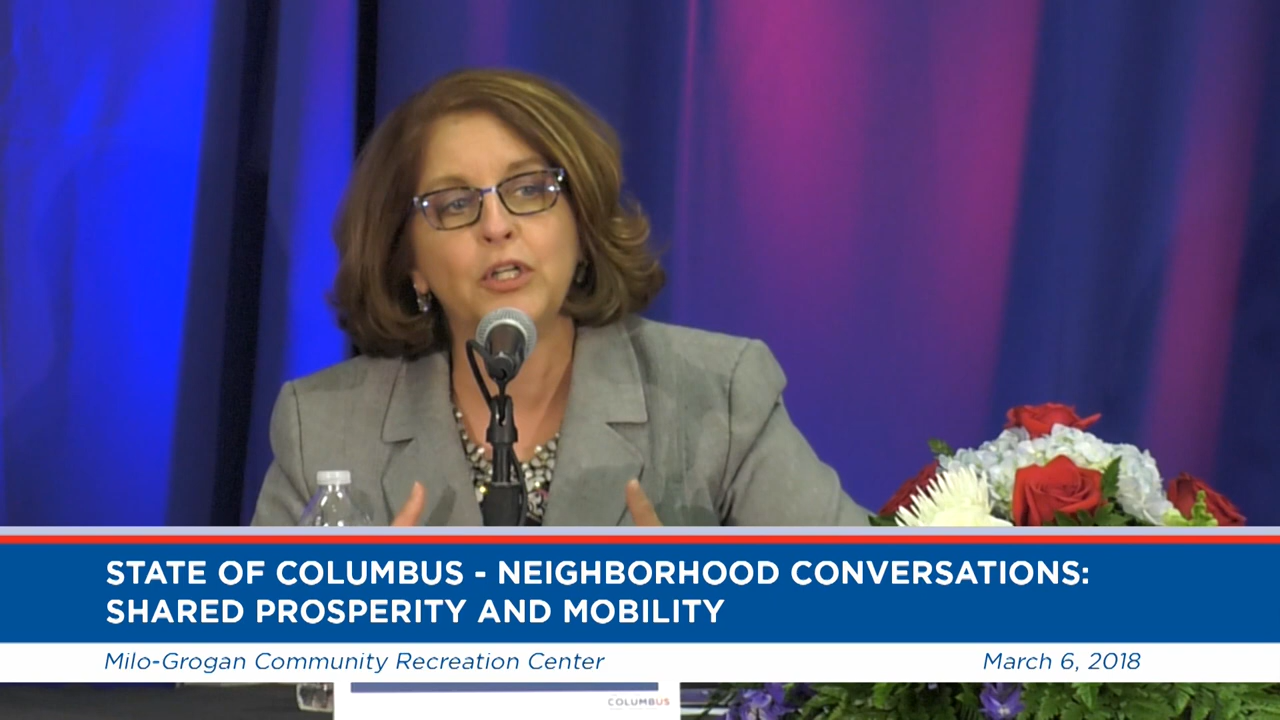 STATE OF COLUMBUS - NEIGHBORHOOD CONVERSATIONS:
SHARED PROSPERITY AND MOBILITY
Milo-Grogan Community Recreation Center
March 6, 2018
COLUMBUS